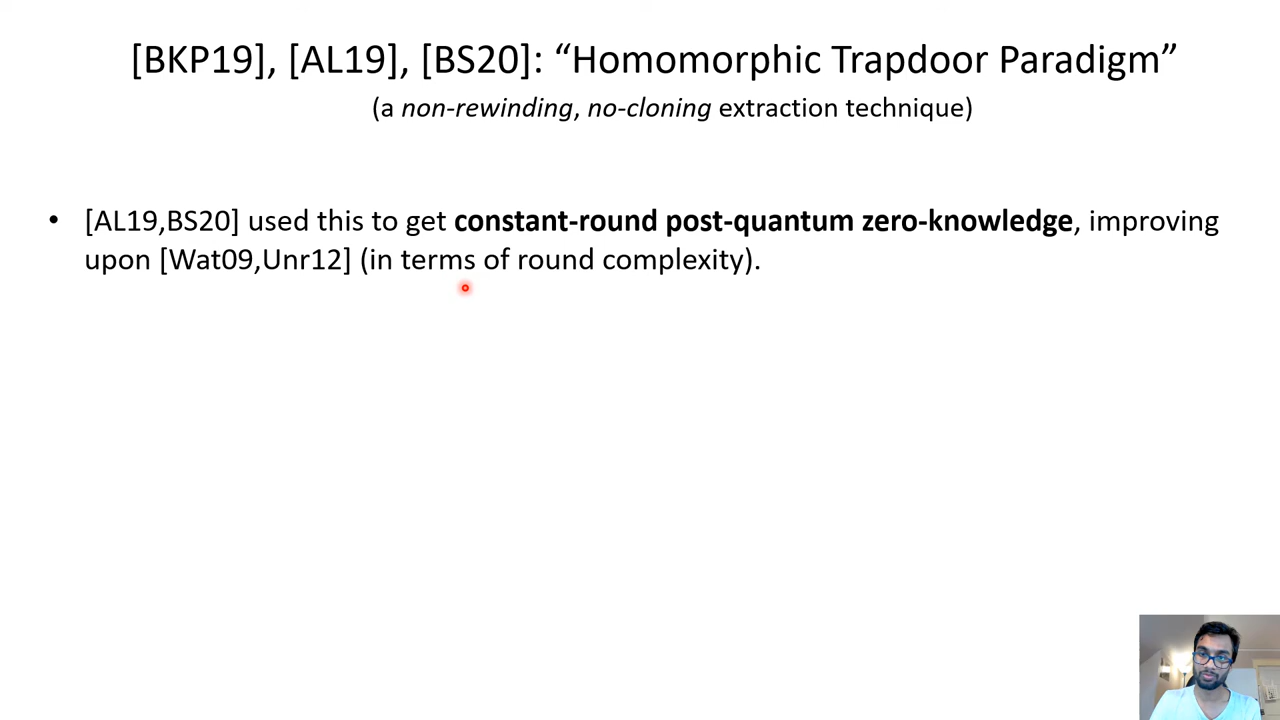 [BKP19], [AL19], [BS20]: “Homomorphic Trapdoor Paradigm”
(a non-rewinding, no-cloning extraction technique)
• [AL19,BS20] used this to get constant-round post-quantum zero-knowledge, improving
upon [Wat09,Unr12] (in terms of round complexity).